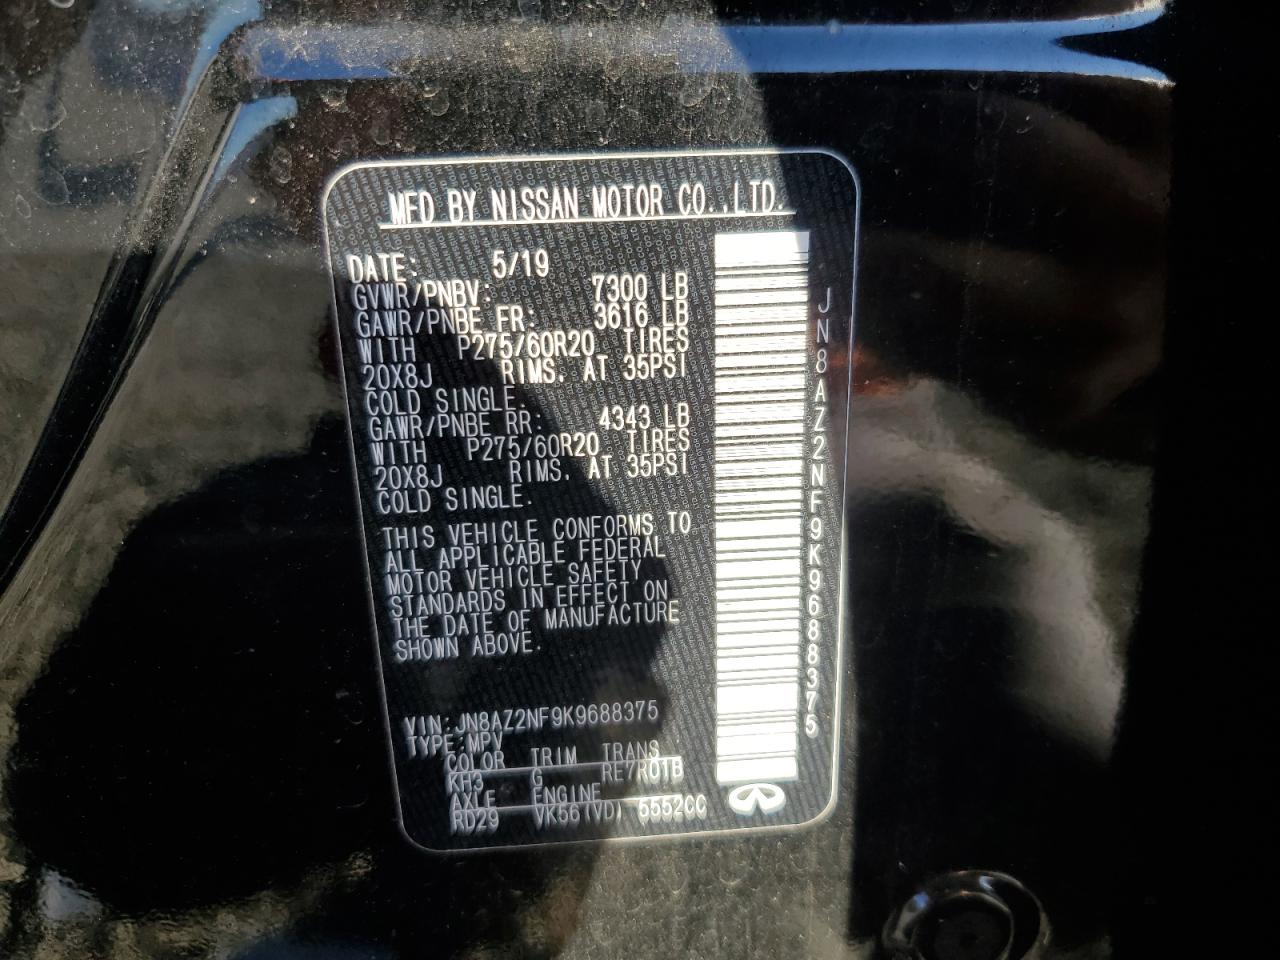 MFD BY NISSAN MOTOR CO.,LTD.
DATE: 5/19
GVWR/PNBV: 7300 LB
GAWR/PNBE FR: 3616 LB
WITH P275/60R20 TIRES
20X8J RIMS. AT 35PSI
COLD SINGLE.
GAWR/PNBE RR: 4343 LB
WITH P275/60R20 TIRES
20X8J RIMS. AT 35PSI
COLD SINGLE.
THIS VEHICLE CONFORMS TO
ALL APPLICABLE FEDERAL
MOTOR VEHICLE SAFETY
STANDARDS IN EFFECT ON
THE DATE OF MANUFACTURE
SHOWN ABOVE.
VIN:JN8AZ2NF9K9688375
TYPE:MPV
COLOR TRIM TRANS
KH3 G RE7R01B
AXLE ENGINE
RD29 VK56(VD) 5552CC
JN8AZ2NF9K9688375